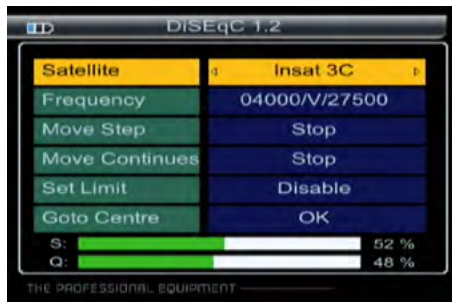 DiSEqC 1.2
Satellite Insat 3C
Frequency 04000/V/27500
Move Step Stop
Move Continues Stop
Set Limit Disable
Goto Centre OK
S: 52 %
Q: 48 %
THE PROFESSIONAL EQUIPMENT